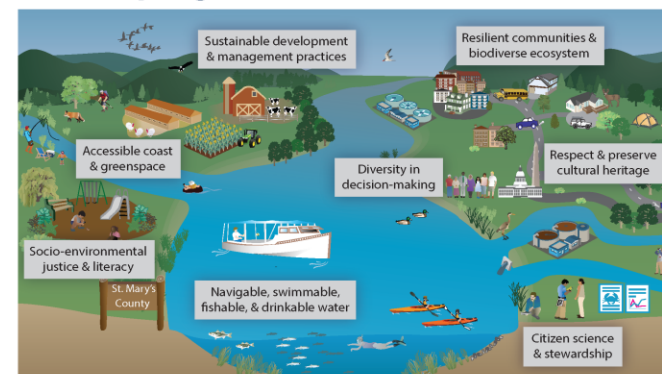 Sustainable development
& management practices
Resilient communities &
biodiverse ecosystem
Accessible coast
& greenspace
Diversity in
decision-making
Respect & preserve
cultural heritage
Socio-environmental
justice & literacy
St. Mary's
County
Navigable, swimmable,
fishable, & drinkable water
Citizen science
& stewardship